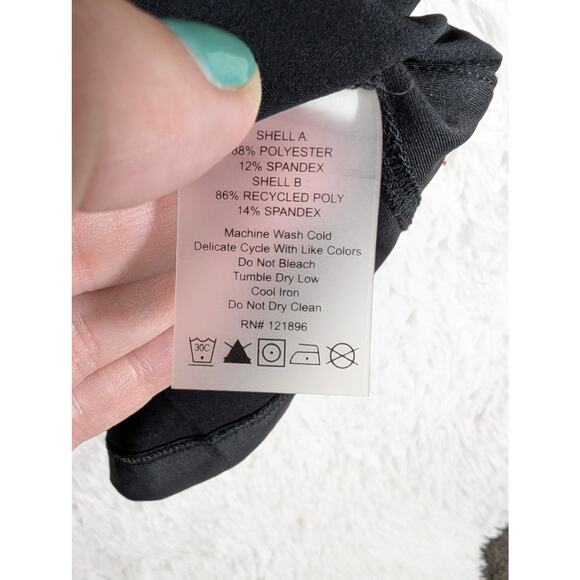 SHELL A:
88% POLYESTER
12% SPANDEX
SHELL B :
86% RECYCLED POLY
14% SPANDEX
Machine Wash Cold
Delicate Cycle With Like Colors
Do Not Bleach
Tumble Dry Low
Cool Iron
Do Not Dry Clean
RN# 121896
30C